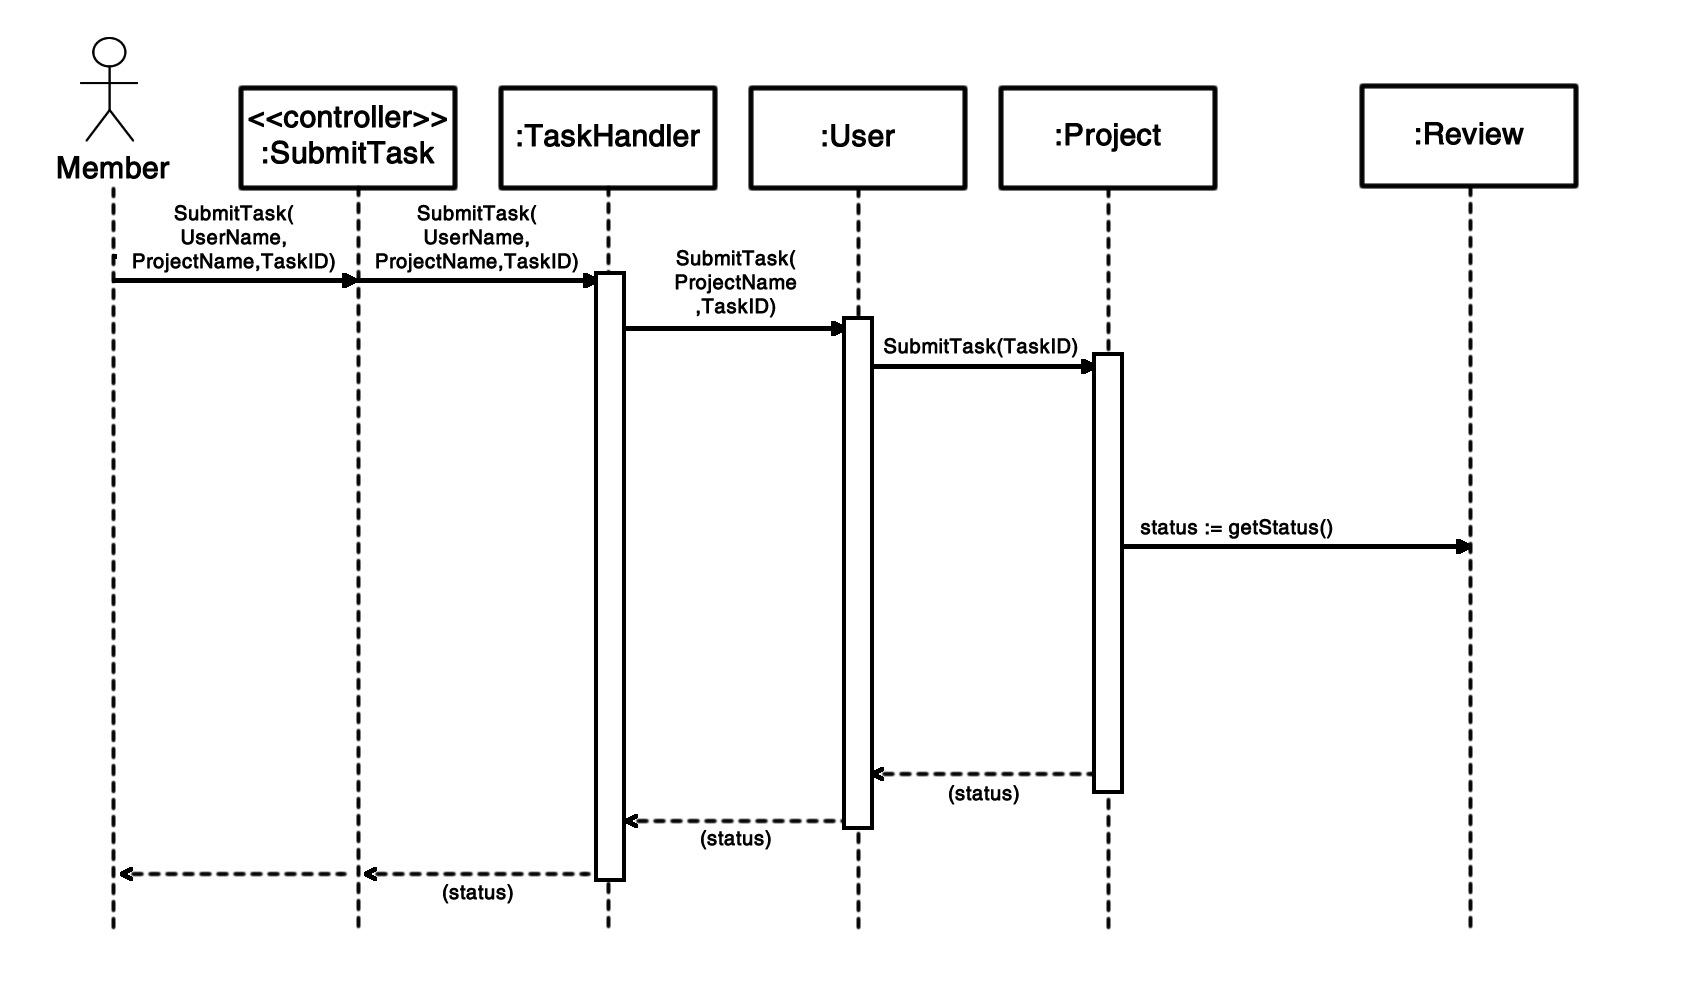 Member
<<controller>>
:SubmitTask
:TaskHandler
:User
:Project
:Review
SubmitTask(
UserName,
ProjectName,TaskID)
SubmitTask(
UserName,
ProjectName,TaskID)
SubmitTask(
ProjectName
,TaskID)
SubmitTask(TaskID)
status := getStatus()
(status)
(status)
(status)